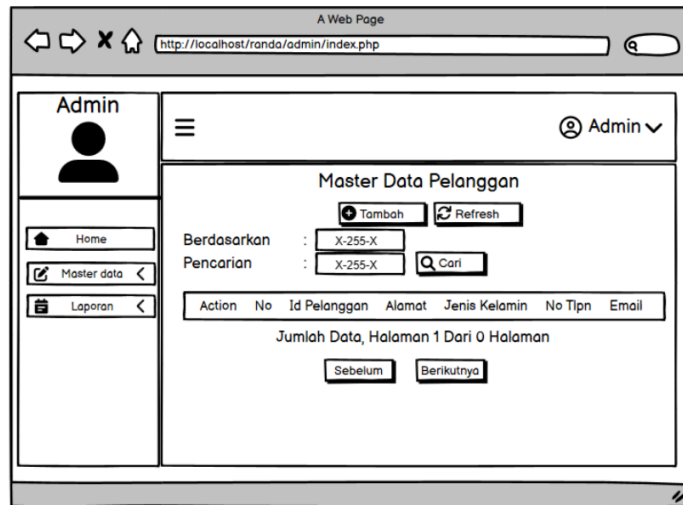 A Web Page
http://localhost/randa/admin/index.php
Admin
Admin
Home
Master data
Laporan
Master Data Pelanggan
Tambah Refresh
Berdasarkan : X-255-X
Pencarian : X-255-X Cari
Action No Id Pelanggan Alamat Jenis Kelamin No Tlpn Email
Jumlah Data, Halaman 1 Dari 0 Halaman
Sebelum Berikutnya